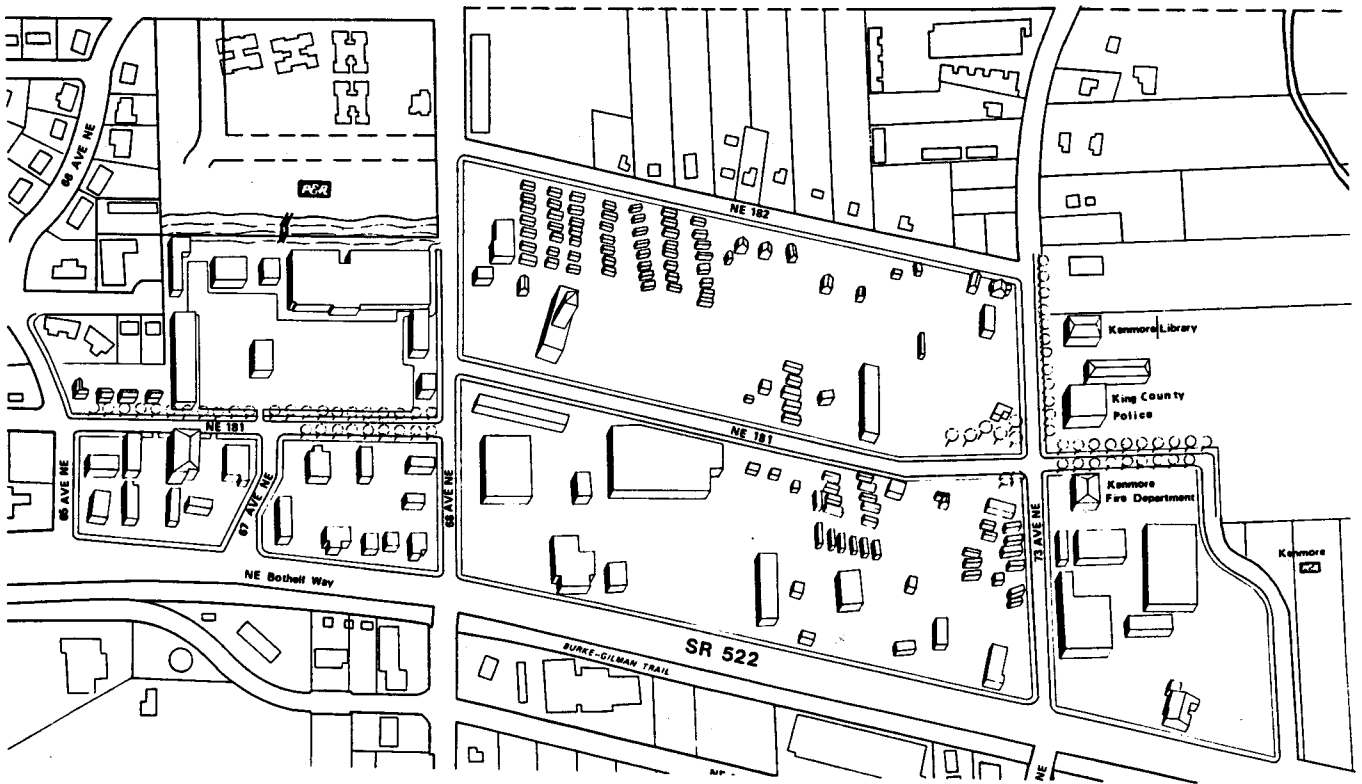 66 AVE NE
P&R
NE 182
Kenmore Library
King County
Police
NE 181
NE 181
65 AVE NE
67 AVE NE
68 AVE NE
73 AVE NE
Kenmore
Fire Department
Kenmore
NE Bothell Way
BURKE-GILMAN TRAIL
SR 522
NE